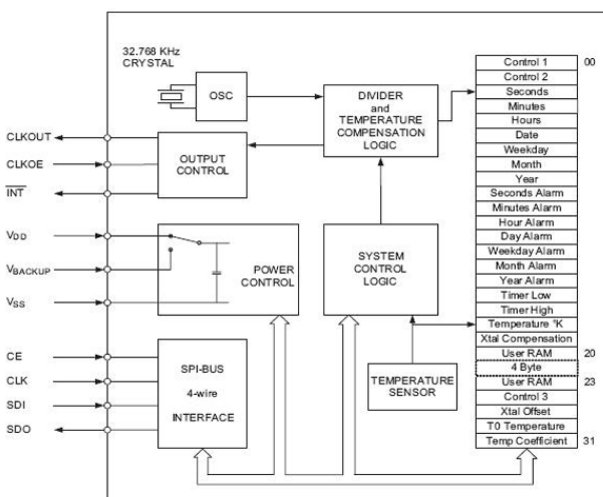 32.768 KHz
CRYSTAL
OSC
DIVIDER
and
TEMPERATURE
COMPENSATION
LOGIC
CLKOUT
CLKOE
INT
OUTPUT
CONTROL
VDD
VBACKUP
VSS
POWER
CONTROL
SYSTEM
CONTROL
LOGIC
CE
CLK
SDI
SDO
SPI-BUS
4-wire
INTERFACE
TEMPERATURE
SENSOR
Control 1 00
Control 2
Seconds
Minutes
Hours
Date
Weekday
Month
Year
Seconds Alarm
Minutes Alarm
Hour Alarm
Day Alarm
Weekday Alarm
Month Alarm
Year Alarm
Timer Low
Timer High
Temperature °K
Xtal Compensation
User RAM 20
4 Byte
User RAM 23
Control 3
Xtal Offset
T0 Temperature
Temp Coefficient 31